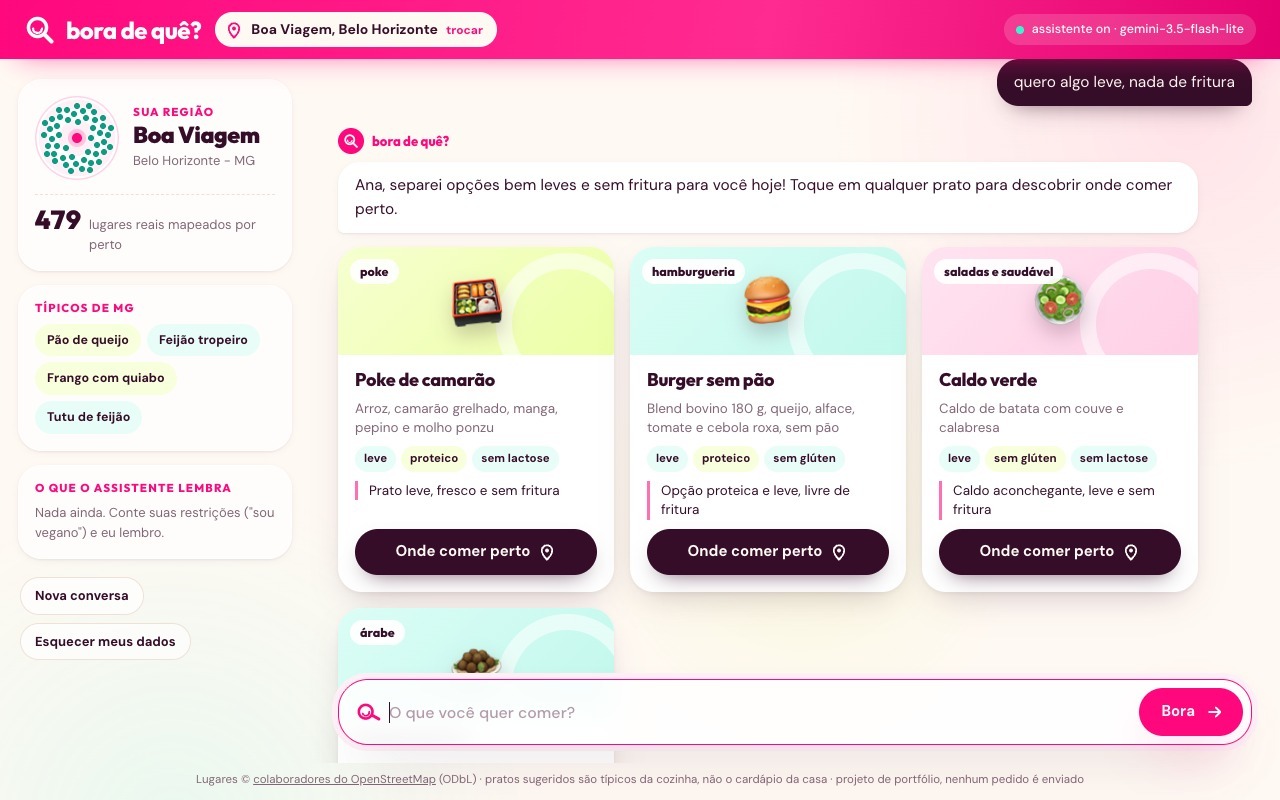 bora de quê?
Boa Viagem, Belo Horizonte trocar
assistente on · gemini-3.5-flash-lite
SUA REGIÃO
Boa Viagem
Belo Horizonte - MG
479 lugares reais mapeados por
perto
TÍPICOS DE MG
Pão de queijo
Feijão tropeiro
Frango com quiabo
Tutu de feijão
O QUE O ASSISTENTE LEMBRA
Nada ainda. Conte suas restrições ("sou
vegano") e eu lembro.
Nova conversa
Esquecer meus dados
quero algo leve, nada de fritura
bora de quê?
Ana, separei opções bem leves e sem fritura para você hoje! Toque em qualquer prato para descobrir onde comer
perto.
poke
Poke de camarão
Arroz, camarão grelhado, manga,
pepino e molho ponzu
leve proteico sem lactose
Prato leve, fresco e sem fritura
Onde comer perto
hamburgueria
Burger sem pão
Blend bovino 180 g, queijo, alface,
tomate e cebola roxa, sem pão
leve proteico sem glúten
Opção proteica e leve, livre de
fritura
Onde comer perto
saladas e saudável
Caldo verde
Caldo de batata com couve e
calabresa
leve sem glúten sem lactose
Caldo aconchegante, leve e sem
fritura
Onde comer perto
árabe
O que você quer comer?
Bora
Lugares © colaboradores do OpenStreetMap (ODbL) · pratos sugeridos são típicos da cozinha, não o cardápio da casa · projeto de portfólio, nenhum pedido é enviado